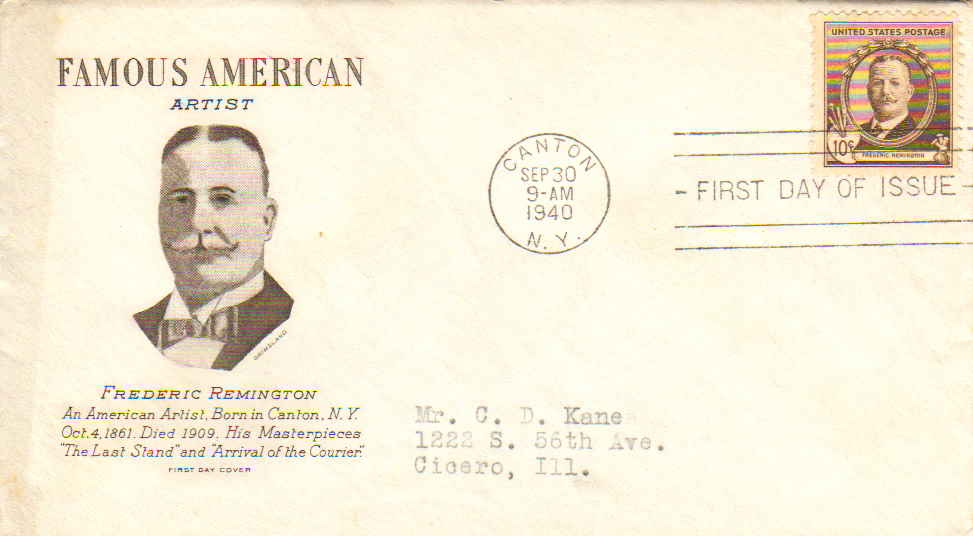 FAMOUS AMERICAN
ARTIST
GRIMSLAND
FREDERIC REMINGTON
An American Artist, Born in Canton, N.Y.
Oct. 4, 1861. Died 1909. His Masterpieces
"The Last Stand" and "Arrival of the Courier."
FIRST DAY COVER
CANTON
SEP 30
9-AM
1940
N.Y.
UNITED STATES POSTAGE
10¢
FREDERIC REMINGTON
- FIRST DAY OF ISSUE -
Mr. C. D. Kane
1222 S. 56th Ave.
Cicero, Ill.